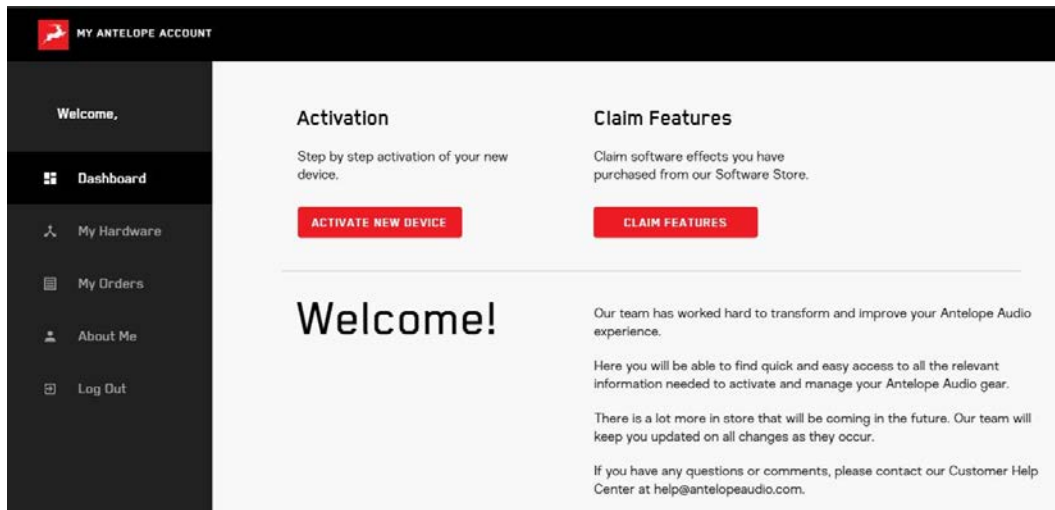 MY ANTELOPE ACCOUNT
Welcome,
Dashboard
My Hardware
My Orders
About Me
Log Out
Activation
Step by step activation of your new
device.
ACTIVATE NEW DEVICE
Claim Features
Claim software effects you have
purchased from our Software Store.
CLAIM FEATURES
Welcome!
Our team has worked hard to transform and improve your Antelope Audio
experience.
Here you will be able to find quick and easy access to all the relevant
information needed to activate and manage your Antelope Audio gear.
There is a lot more in store that will be coming in the future. Our team will
keep you updated on all changes as they occur.
If you have any questions or comments, please contact our Customer Help
Center at help@antelopeaudio.com.